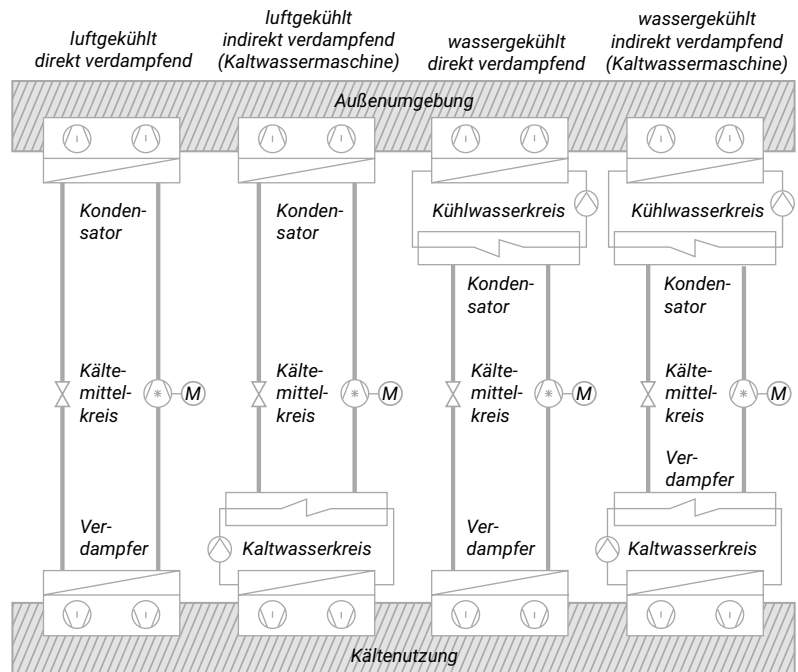 luftgekühlt
direkt verdampfend
luftgekühlt
indirekt verdampfend
(Kaltwassermaschine)
wassergekühlt
direkt verdampfend
wassergekühlt
indirekt verdampfend
(Kaltwassermaschine)
Außenumgebung
Konden-
sator
Kälte-
mittel-
kreis
M
Ver-
dampfer
Konden-
sator
Kälte-
mittel-
kreis
M
Kaltwasserkreis
Kühlwasserkreis
Konden-
sator
Kälte-
mittel-
kreis
M
Ver-
dampfer
Kühlwasserkreis
Konden-
sator
Kälte-
mittel-
kreis
M
Ver-
dampfer
Kaltwasserkreis
Kältenutzung